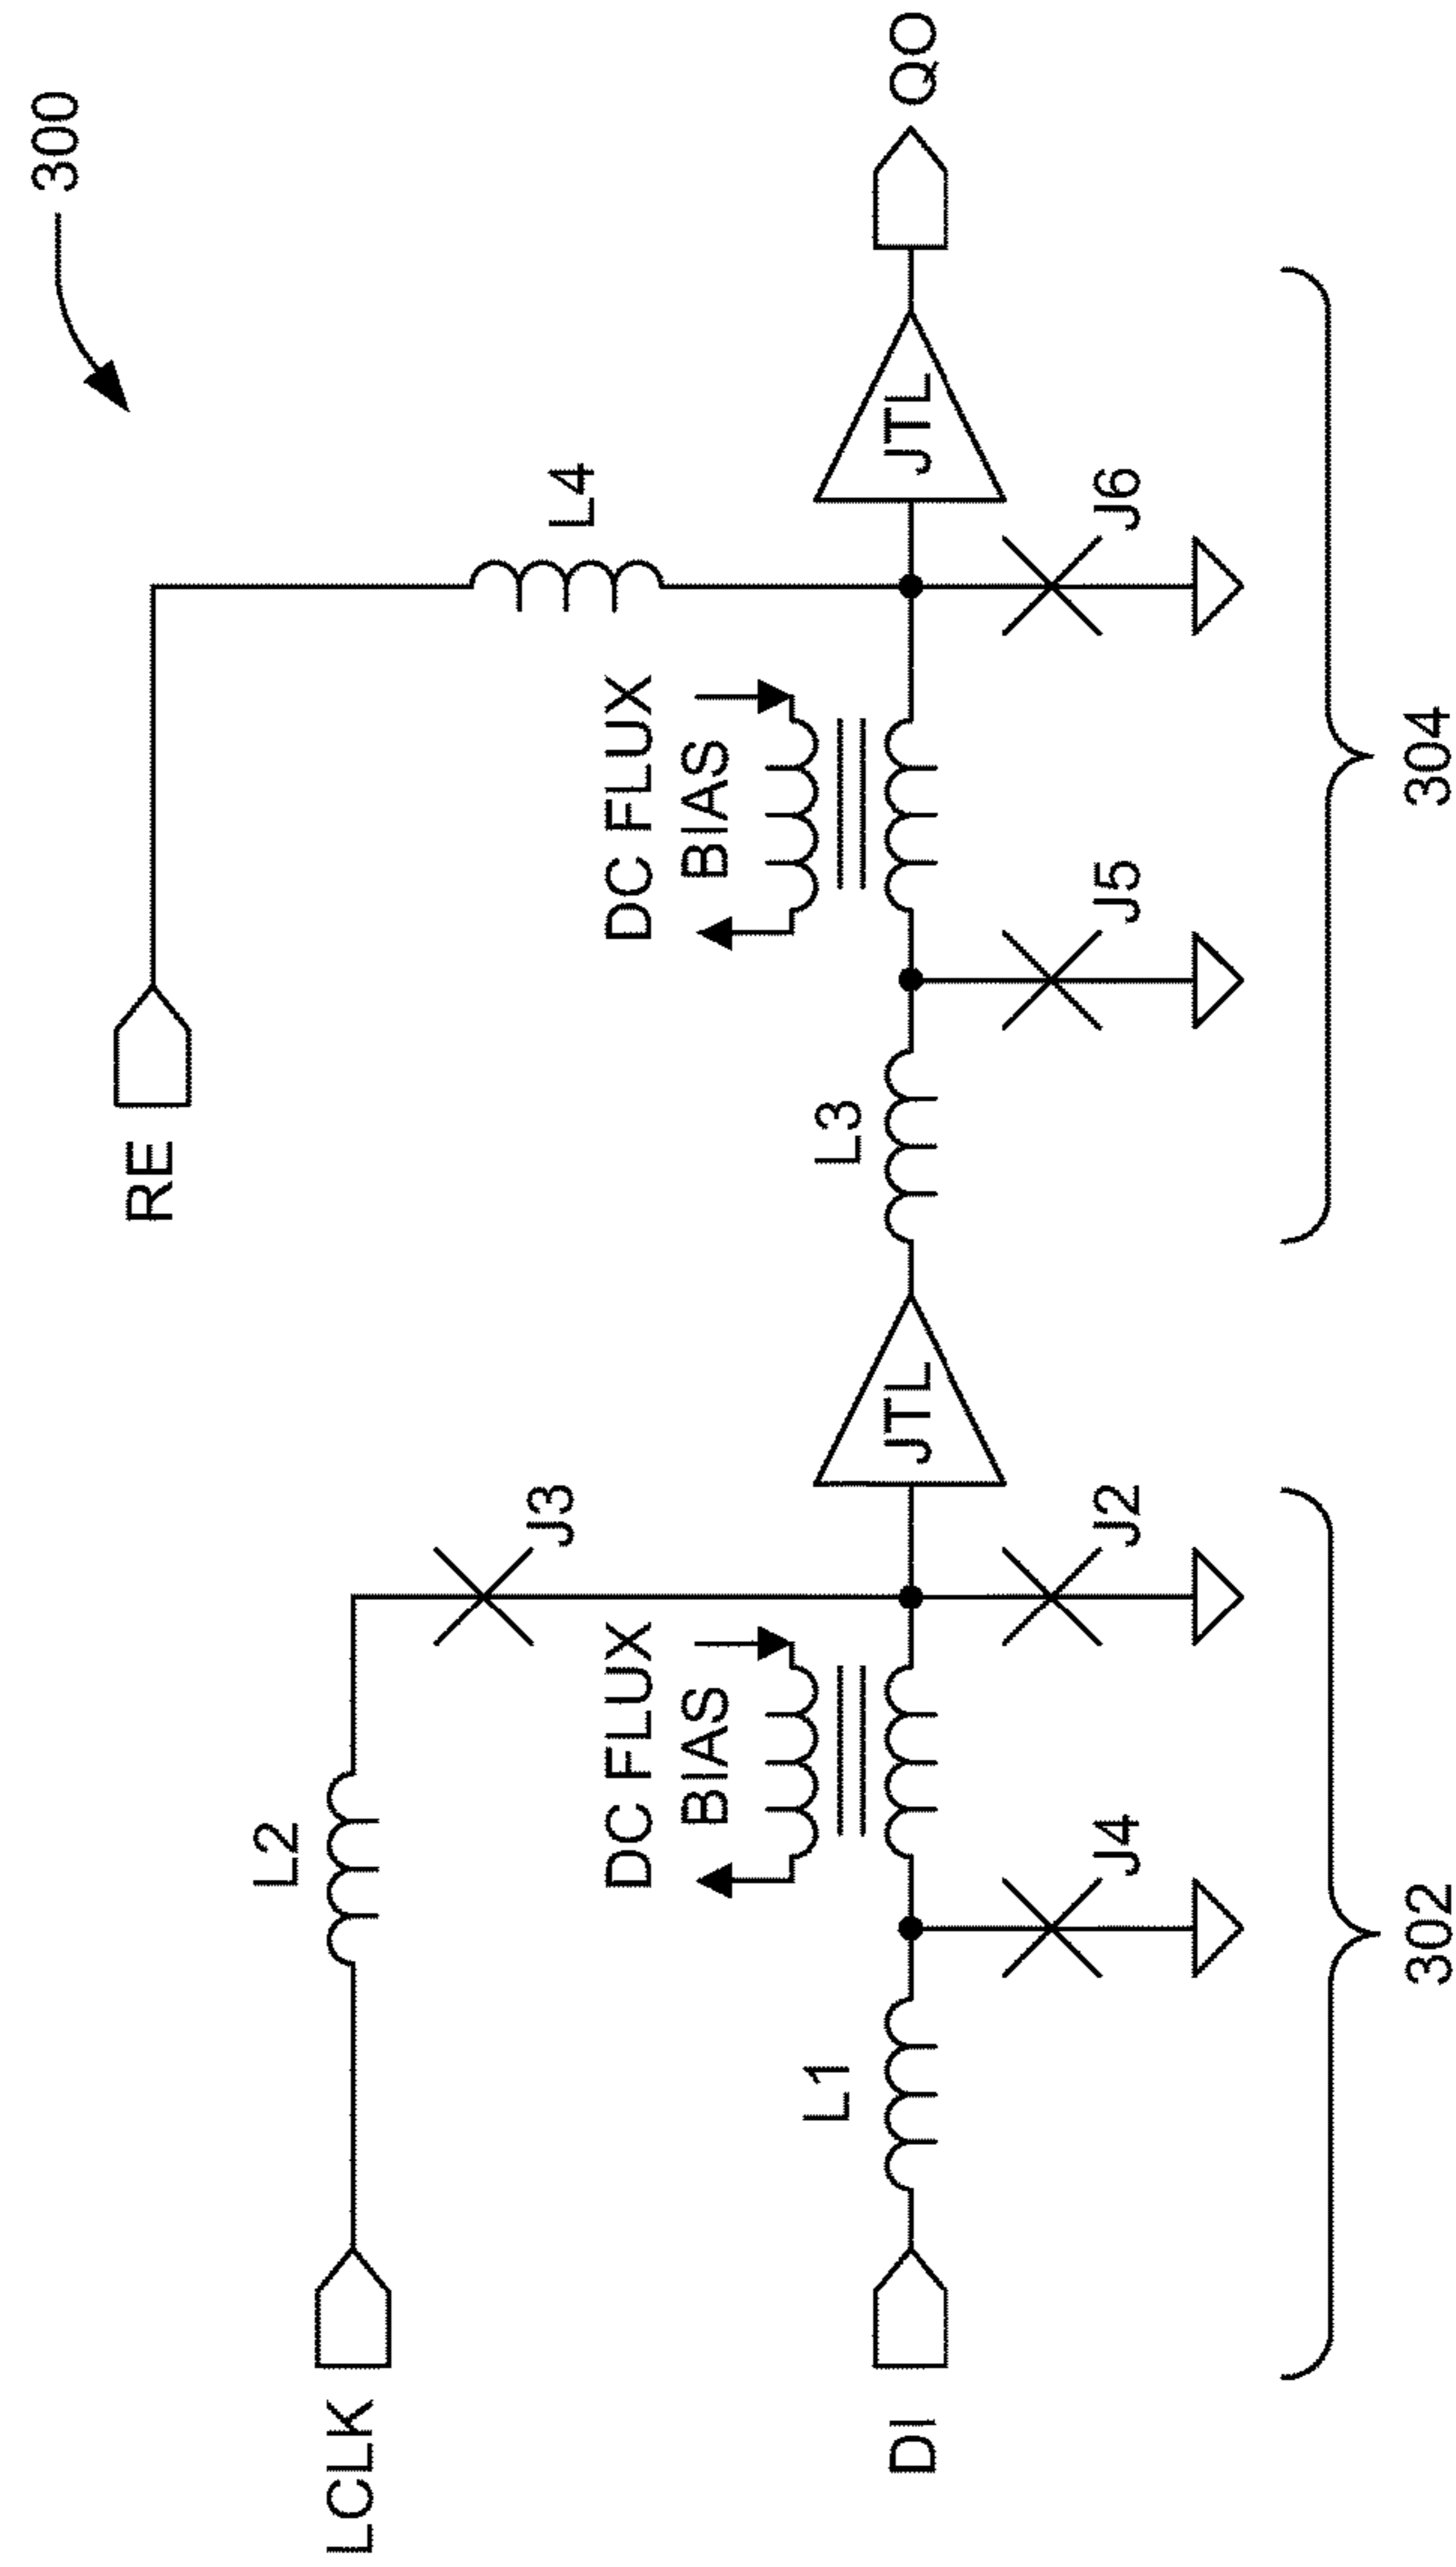 300
RE
L4
LCLK
L2
J3
DC FLUX
BIAS
DC FLUX
BIAS
DI
L1
JTL
L3
JTL
QO
J4
J2
J5
J6
302
304